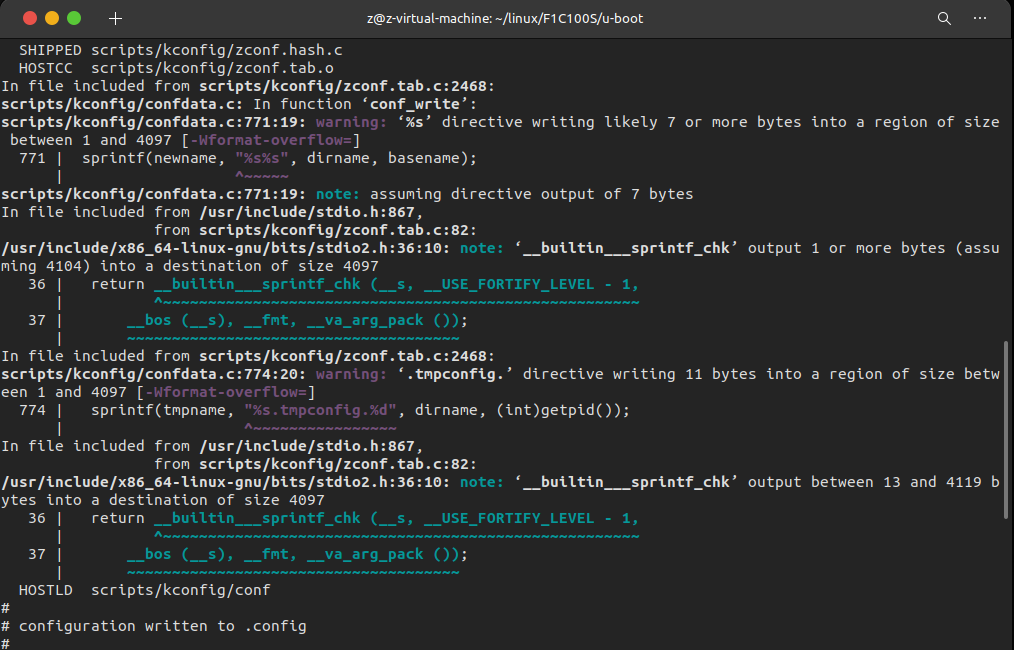 z@z-virtual-machine: ~/linux/F1C100S/u-boot
  SHIPPED scripts/kconfig/zconf.hash.c
  HOSTCC  scripts/kconfig/zconf.tab.o
In file included from scripts/kconfig/zconf.tab.c:2468:
scripts/kconfig/confdata.c: In function ‘conf_write’:
scripts/kconfig/confdata.c:771:19: warning: ‘%s’ directive writing likely 7 or more bytes into a region of size
 between 1 and 4097 [-Wformat-overflow=]
  771 |  sprintf(newname, "%s%s", dirname, basename);
      |                   ^~~~~~
scripts/kconfig/confdata.c:771:19: note: assuming directive output of 7 bytes
In file included from /usr/include/stdio.h:867,
                 from scripts/kconfig/zconf.tab.c:82:
/usr/include/x86_64-linux-gnu/bits/stdio2.h:36:10: note: ‘__builtin___sprintf_chk’ output 1 or more bytes (assu
ming 4104) into a destination of size 4097
   36 |   return __builtin___sprintf_chk (__s, __USE_FORTIFY_LEVEL - 1,
      |          ^~~~~~~~~~~~~~~~~~~~~~~~~~~~~~~~~~~~~~~~~~~~~~~~~~~~~~
   37 |       __bos (__s), __fmt, __va_arg_pack ());
      |       ~~~~~~~~~~~~~~~~~~~~~~~~~~~~~~~~~~~~~
In file included from scripts/kconfig/zconf.tab.c:2468:
scripts/kconfig/confdata.c:774:20: warning: ‘.tmpconfig.’ directive writing 11 bytes into a region of size betw
een 1 and 4097 [-Wformat-overflow=]
  774 |   sprintf(tmpname, "%s.tmpconfig.%d", dirname, (int)getpid());
      |                    ^~~~~~~~~~~~~~~~~
In file included from /usr/include/stdio.h:867,
                 from scripts/kconfig/zconf.tab.c:82:
/usr/include/x86_64-linux-gnu/bits/stdio2.h:36:10: note: ‘__builtin___sprintf_chk’ output between 13 and 4119 b
ytes into a destination of size 4097
   36 |   return __builtin___sprintf_chk (__s, __USE_FORTIFY_LEVEL - 1,
      |          ^~~~~~~~~~~~~~~~~~~~~~~~~~~~~~~~~~~~~~~~~~~~~~~~~~~~~~
   37 |       __bos (__s), __fmt, __va_arg_pack ());
      |       ~~~~~~~~~~~~~~~~~~~~~~~~~~~~~~~~~~~~~
  HOSTLD  scripts/kconfig/conf
#
# configuration written to .config
#